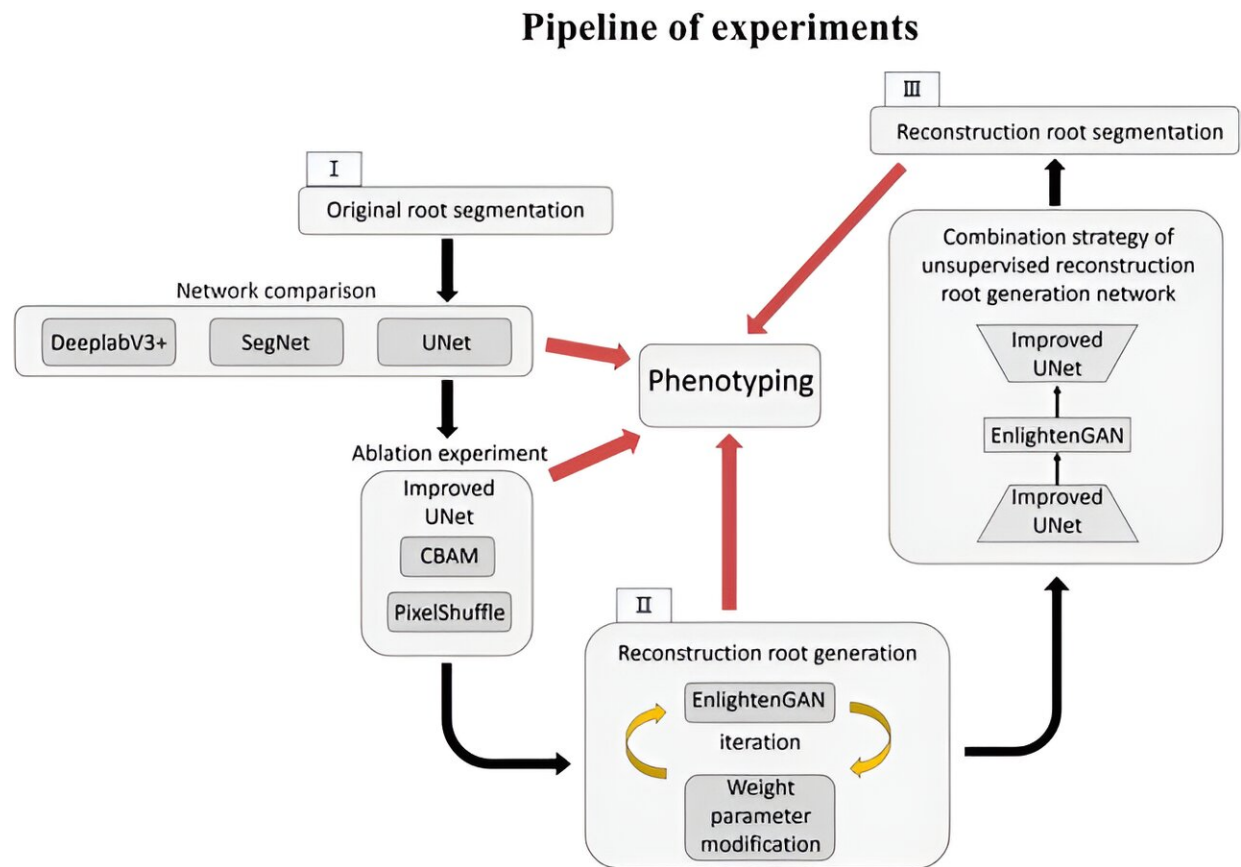 Pipeline of experiments
I
Original root segmentation
Network comparison
DeeplabV3+
SegNet
UNet
Ablation experiment
Improved
UNet
CBAM
PixelShuffle
II
Reconstruction root generation
EnlightenGAN
iteration
Weight
parameter
modification
III
Reconstruction root segmentation
Combination strategy of
unsupervised reconstruction
root generation network
Improved
UNet
EnlightenGAN
Improved
UNet
Phenotyping